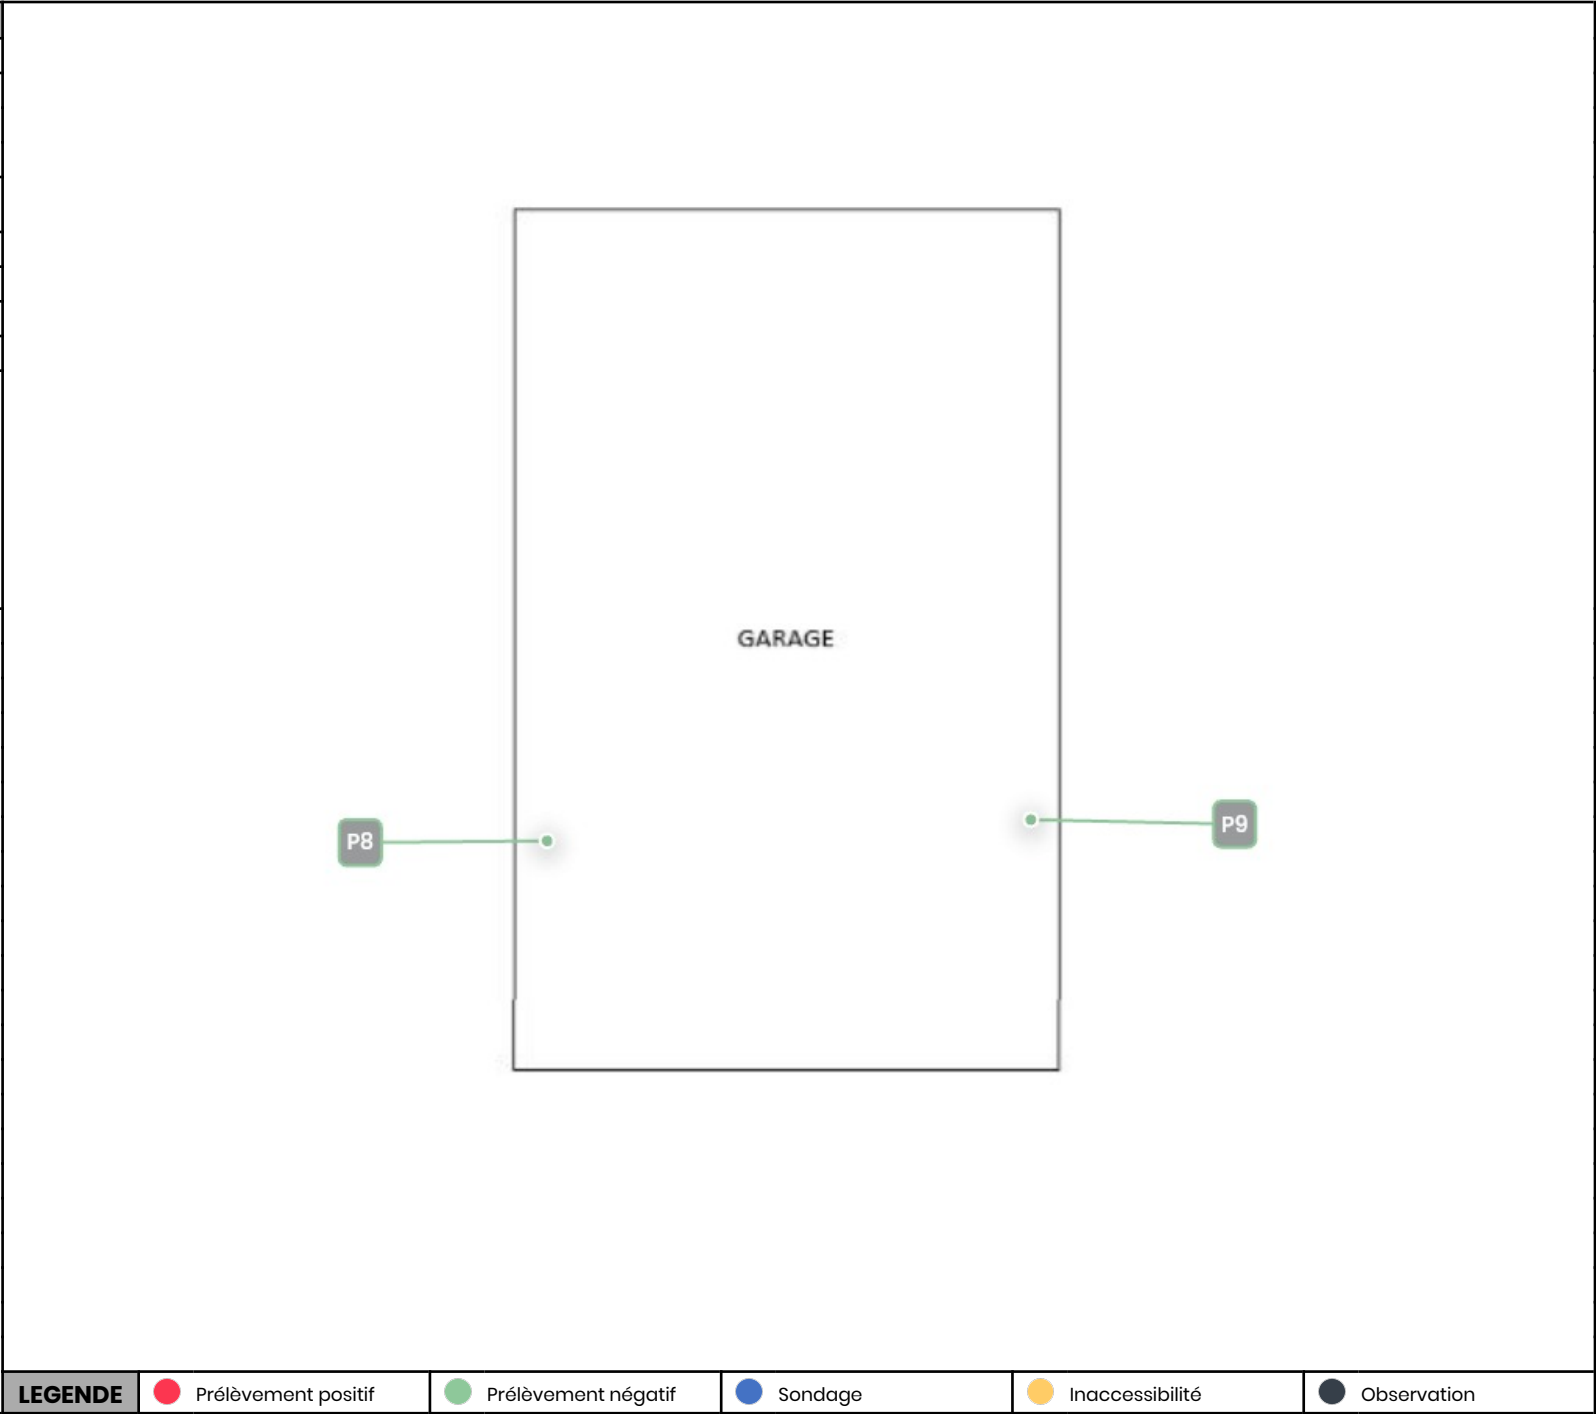 GARAGE
P8
P9
LEGENDE
Prélèvement positif
Prélèvement négatif
Sondage
Inaccessibilité
Observation